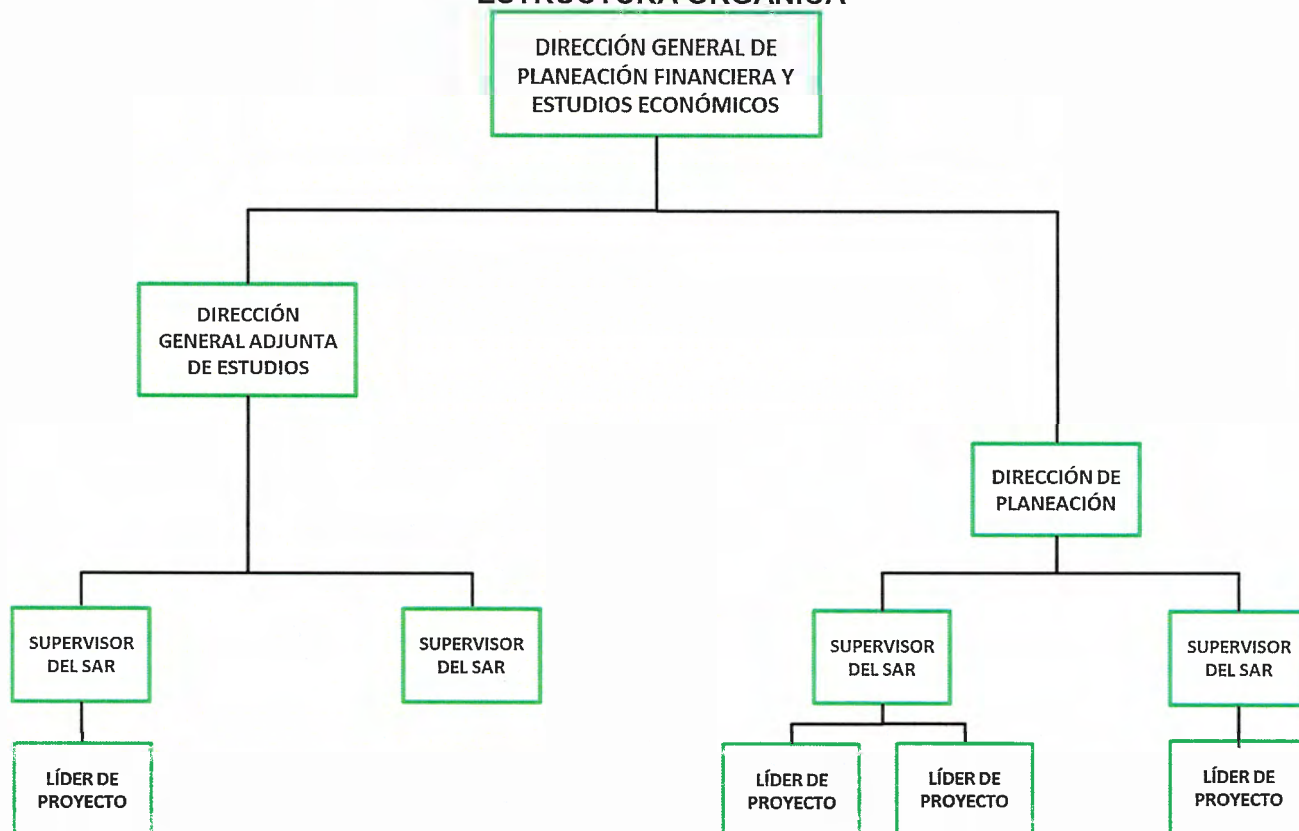 ESTRUCTURA ORGÁNICA
DIRECCIÓN GENERAL DE
PLANEACIÓN FINANCIERA Y
ESTUDIOS ECONÓMICOS
DIRECCIÓN
GENERAL ADJUNTA
DE ESTUDIOS
DIRECCIÓN DE
PLANEACIÓN
SUPERVISOR
DEL SAR
SUPERVISOR
DEL SAR
SUPERVISOR
DEL SAR
SUPERVISOR
DEL SAR
LÍDER DE
PROYECTO
LÍDER DE
PROYECTO
LÍDER DE
PROYECTO
LÍDER DE
PROYECTO